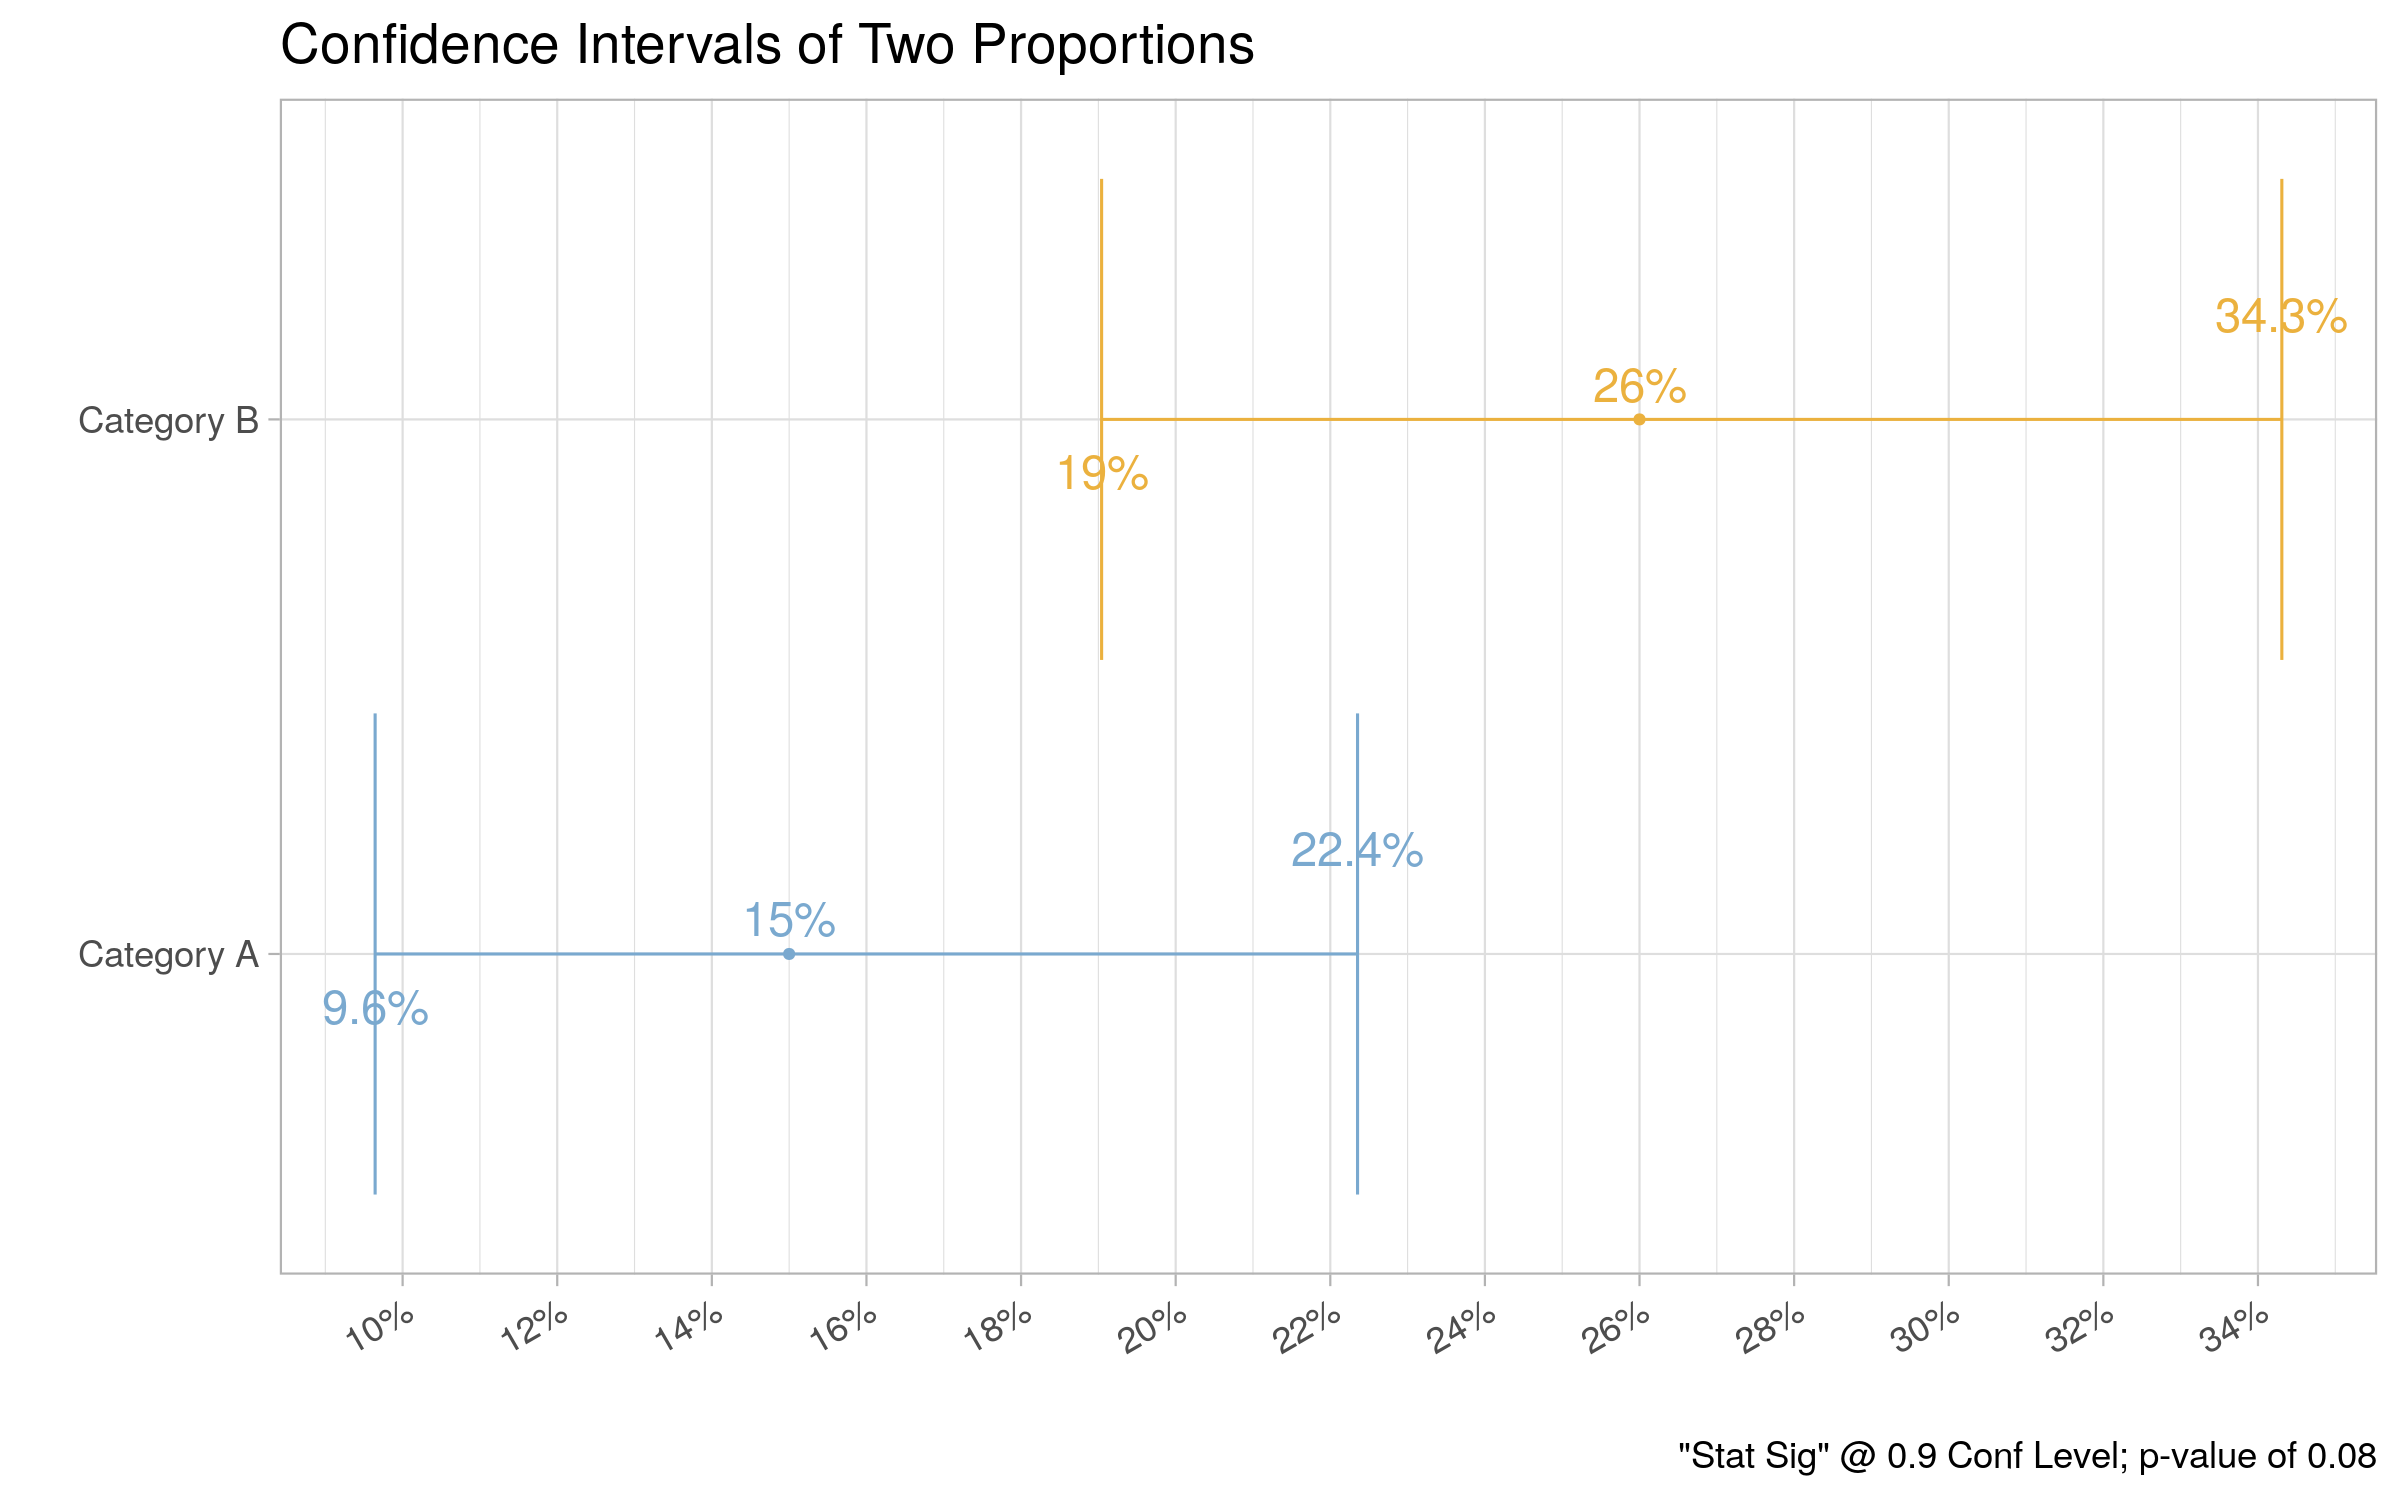 Confidence Intervals of Two Proportions
34.3%
26%
Category B
19%
22.4%
15%
Category A
9.6%
10% 12% 14% 16% 18% 20% 22% 24% 26% 28% 30% 32% 34%
"Stat Sig" @ 0.9 Conf Level; p-value of 0.08